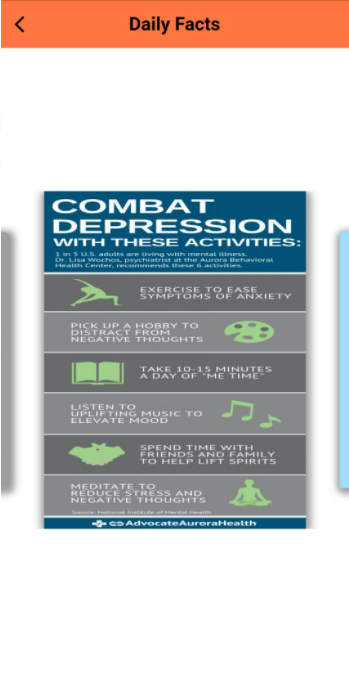 Daily Facts
COMBAT
DEPRESSION
WITH THESE ACTIVITIES:
1 in 5 U.S. adults are living with mental illness.
Dr. Lisa Wochos, psychiatrist at the Aurora Behavioral
Health Center, recommends these 6 activities.
EXERCISE TO EASE
SYMPTOMS OF ANXIETY
PICK UP A HOBBY TO
DISTRACT FROM
NEGATIVE THOUGHTS
TAKE 10-15 MINUTES
A DAY OF "ME TIME"
LISTEN TO
UPLIFTING MUSIC TO
ELEVATE MOOD
SPEND TIME WITH
FRIENDS AND FAMILY
TO HELP LIFT SPIRITS
MEDITATE TO
REDUCE STRESS AND
NEGATIVE THOUGHTS
Source: National Institute of Mental Health
AdvocateAuroraHealth